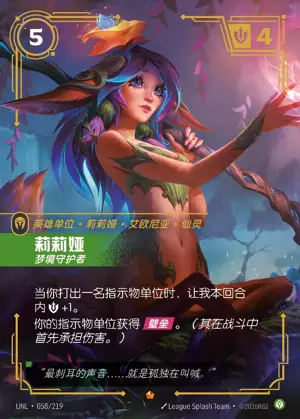 5
4
英雄单位 · 莉莉娅 · 艾欧尼亚 · 仙灵
莉莉娅
梦境守护者
当你打出一名指示物单位时，让我本回合
内 +1。
你的指示物单位获得 壁垒 。（其在战斗中
首先承担伤害。）
“最刺耳的声音……就是孤独在叫喊。”
UNL · 058/219
League Splash Team · ©2026RIOT